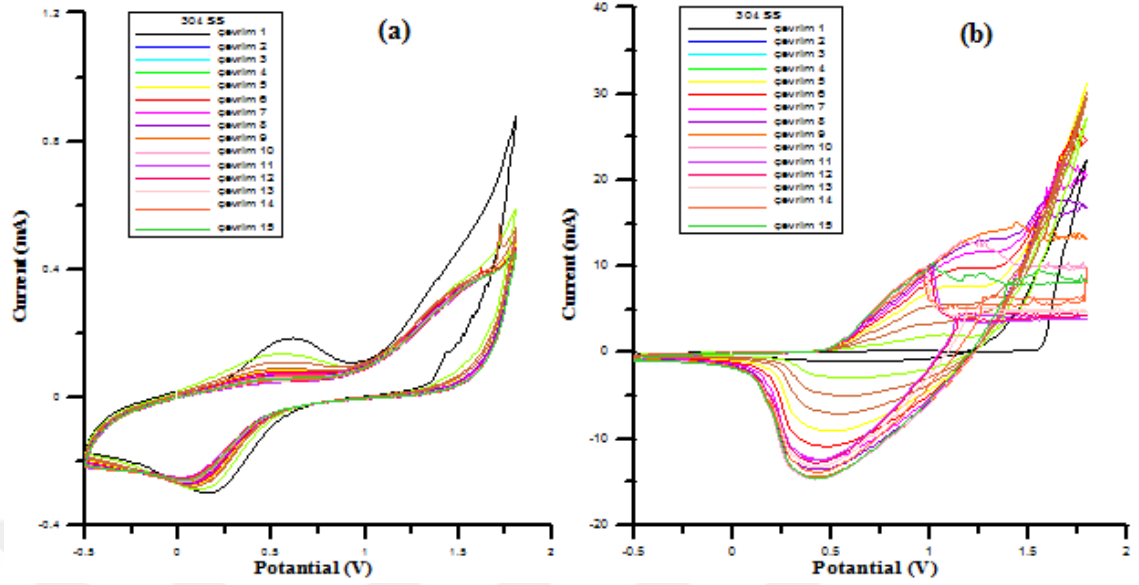 (a)
304 SS
çevrim 1
çevrim 2
çevrim 3
çevrim 4
çevrim 5
çevrim 6
çevrim 7
çevrim 8
çevrim 9
çevrim 10
çevrim 11
çevrim 12
çevrim 13
çevrim 14
çevrim 15
1.2
0.8
0.4
0
-0.4
Current (mA)
-0.5
0
0.5
1
1.5
2
Potantial (V)
(b)
304 SS
çevrim 1
çevrim 2
çevrim 3
çevrim 4
çevrim 5
çevrim 6
çevrim 7
çevrim 8
çevrim 9
çevrim 10
çevrim 11
çevrim 12
çevrim 13
çevrim 14
çevrim 15
40
30
20
10
0
-10
-20
Current (mA)
-0.5
0
0.5
1
1.5
2
Potantial (V)